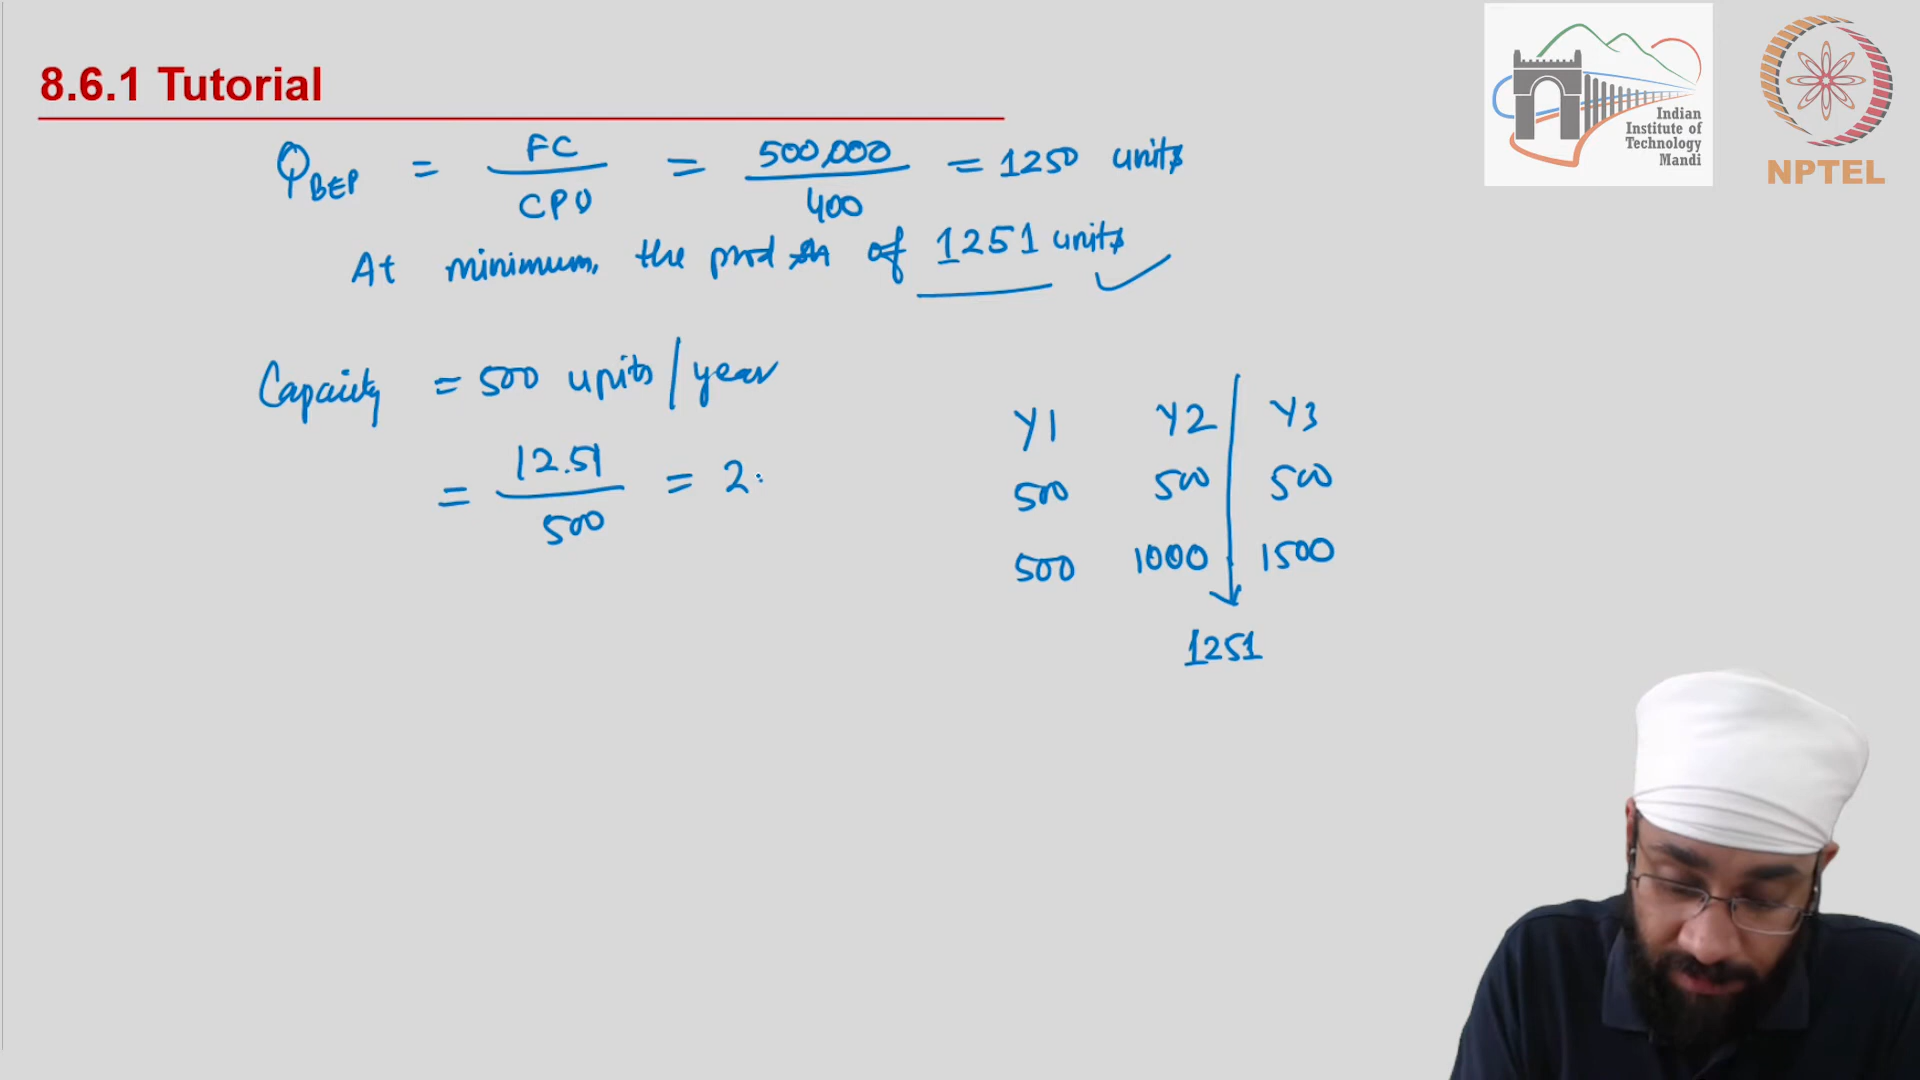 8.6.1 Tutorial
Indian
Institute of
Technology
Mandi
NPTEL
Q_BEP = FC / CPU = 500,000 / 400 = 1250 units
At minimum, the prod of 1251 units
Capacity = 500 units / year
= 12.51 / 500 = 2.
Y1 Y2 Y3
500 500 500
500 1000 1500
1251